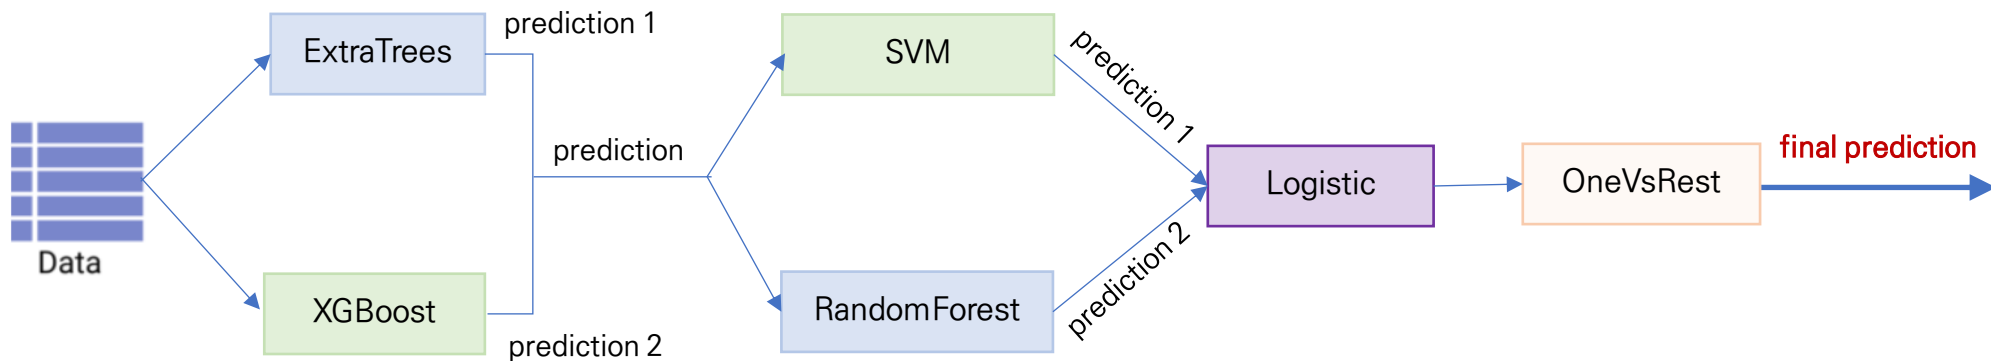 prediction 1
ExtraTrees
SVM
prediction 1
Data
prediction
Logistic
OneVsRest
final prediction
XGBoost
prediction 2
RandomForest
prediction 2